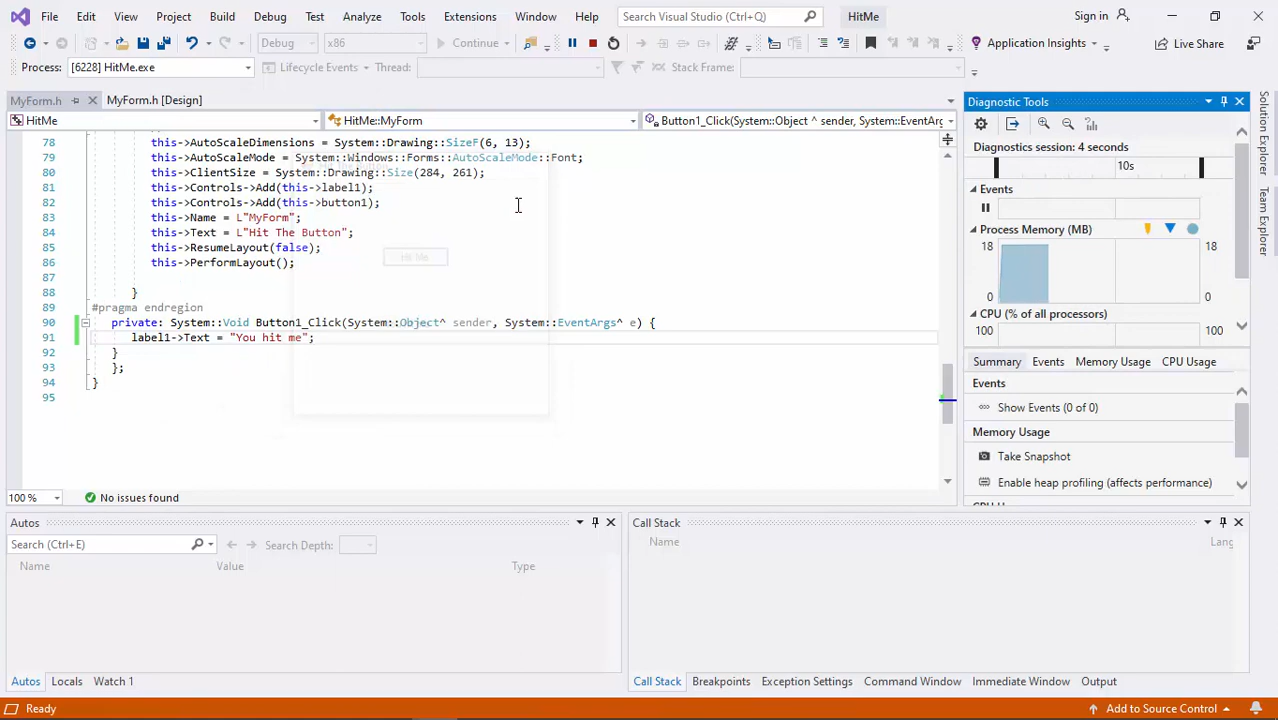 File Edit View Project Build Debug Test Analyze Tools Extensions Window Help Search Visual Studio (Ctrl+Q) HitMe Sign in
Debug x86 Continue Application Insights Live Share
Process: [6228] HitMe.exe Lifecycle Events Thread: Stack Frame:
MyForm.h MyForm.h [Design]
HitMe HitMe::MyForm Button1_Click(System::Object ^ sender, System::EventArg
78 this->AutoScaleDimensions = System::Drawing::SizeF(6, 13);
79 this->AutoScaleMode = System::Windows::Forms::AutoScaleMode::Font;
80 this->ClientSize = System::Drawing::Size(284, 261);
81 this->Controls->Add(this->label1);
82 this->Controls->Add(this->button1);
83 this->Name = L"MyForm";
84 this->Text = L"Hit The Button";
85 this->ResumeLayout(false);
86 this->PerformLayout();
87
88 }
89 #pragma endregion
90 private: System::Void Button1_Click(System::Object^ sender, System::EventArgs^ e) {
91 label1->Text = "You hit me";
92 }
93 };
94 }
95
Hit Me
100 % No issues found
Diagnostic Tools
Diagnostics session: 4 seconds
10s
Events
Process Memory (MB)
18 18
0 0
CPU (% of all processors)
100 100
Summary Events Memory Usage CPU Usage
Events
Show Events (0 of 0)
Memory Usage
Take Snapshot
Enable heap profiling (affects performance)
Solution Explorer
Team Explorer
Autos
Search (Ctrl+E) Search Depth:
Name Value Type
Autos Locals Watch 1
Call Stack
Name Lang
Call Stack Breakpoints Exception Settings Command Window Immediate Window Output
Ready Add to Source Control